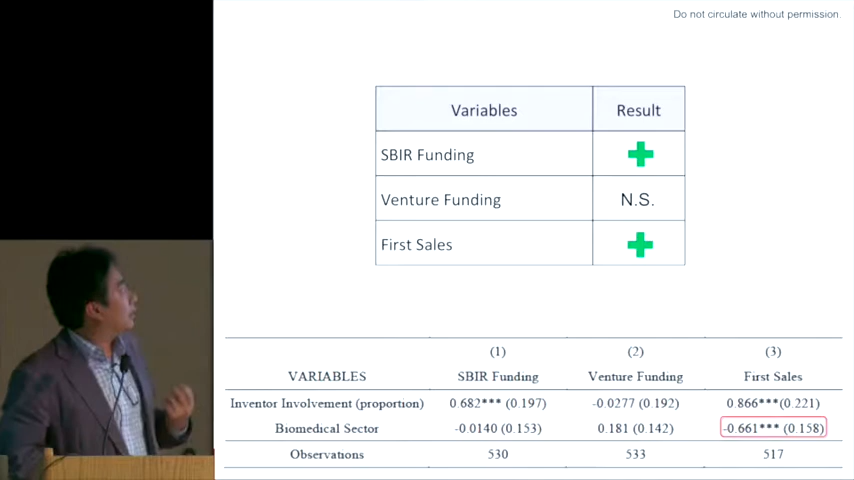 Do not circulate without permission.
Variables Result
SBIR Funding
Venture Funding N.S.
First Sales
(1) (2) (3)
VARIABLES SBIR Funding Venture Funding First Sales
Inventor Involvement (proportion) 0.682*** (0.197) -0.0277 (0.192) 0.866***(0.221)
Biomedical Sector -0.0140 (0.153) 0.181 (0.142) -0.661*** (0.158)
Observations 530 533 517